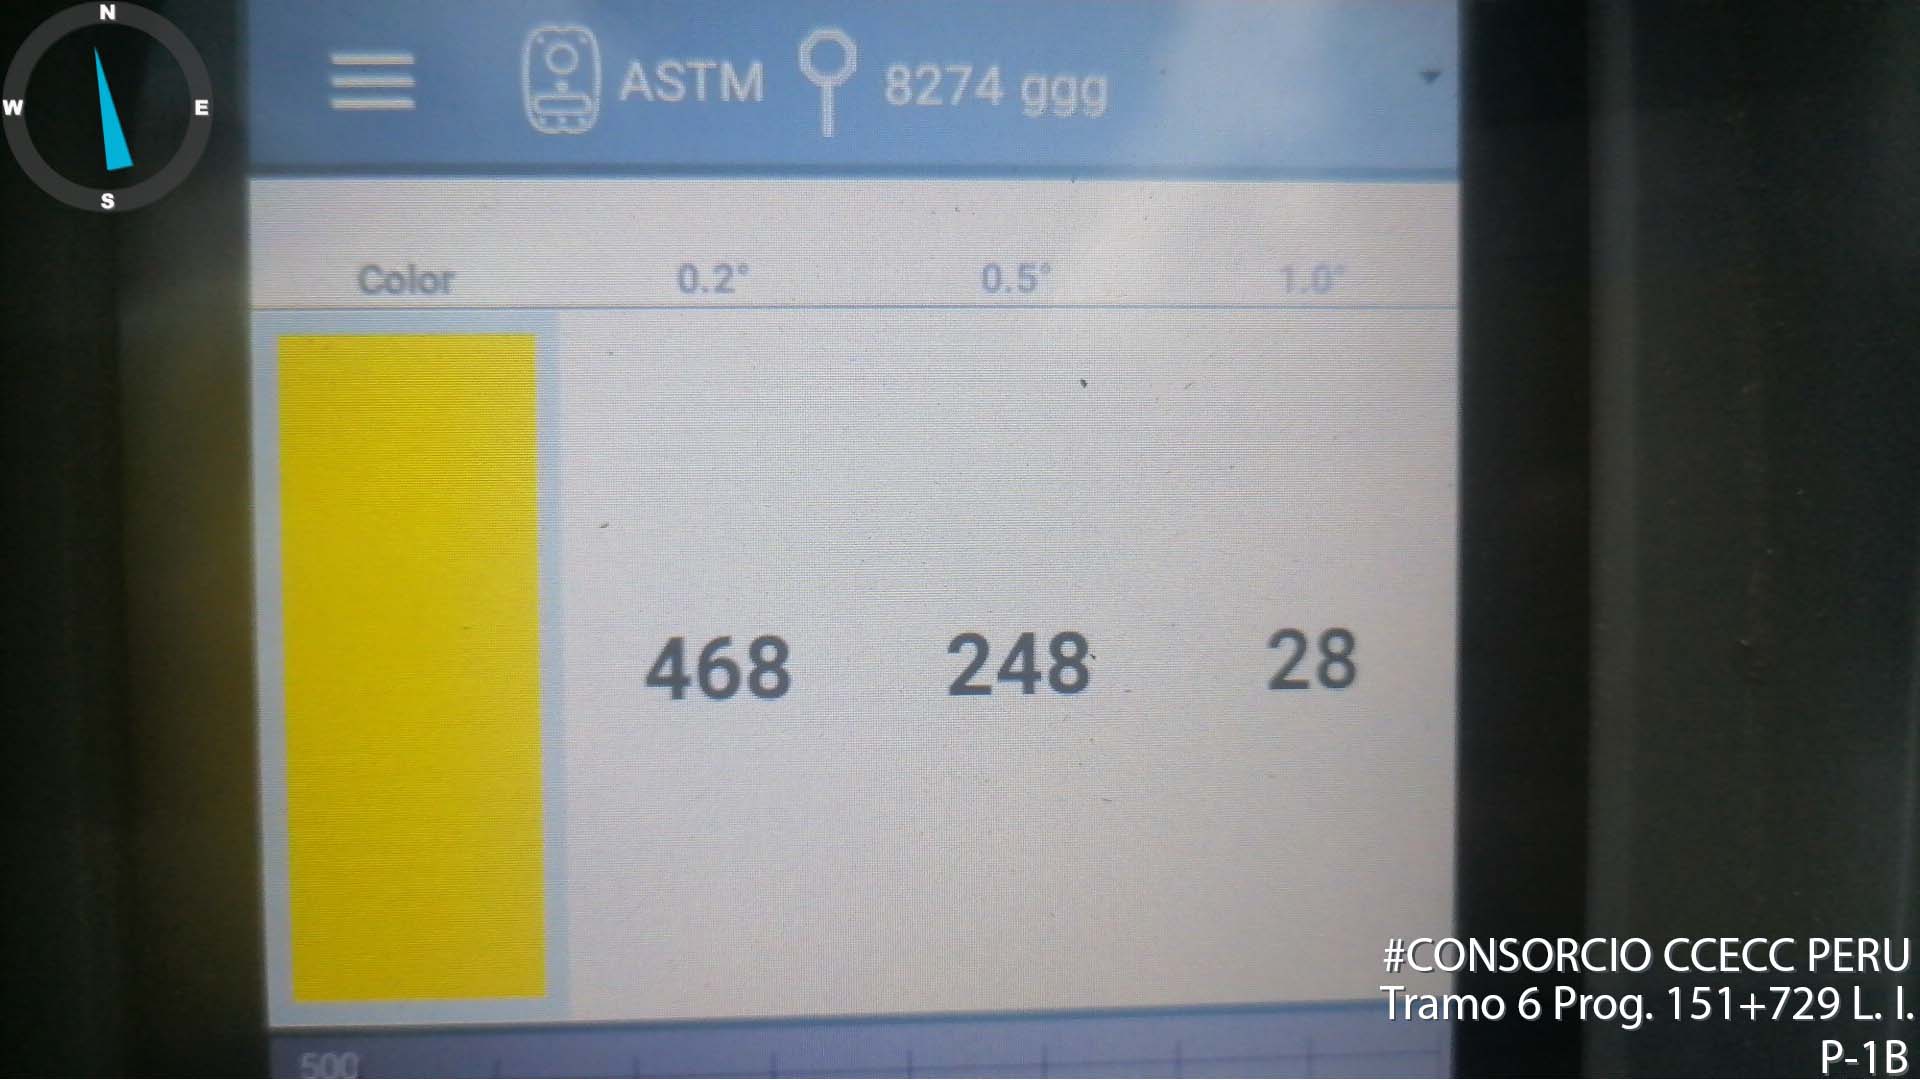 N
W E
S
ASTM 8274 ggg
Color 0.2° 0.5° 1.0°
468 248 28
500
#CONSORCIO CCECC PERU
Tramo 6 Prog. 151+729 L. I.
P-1B